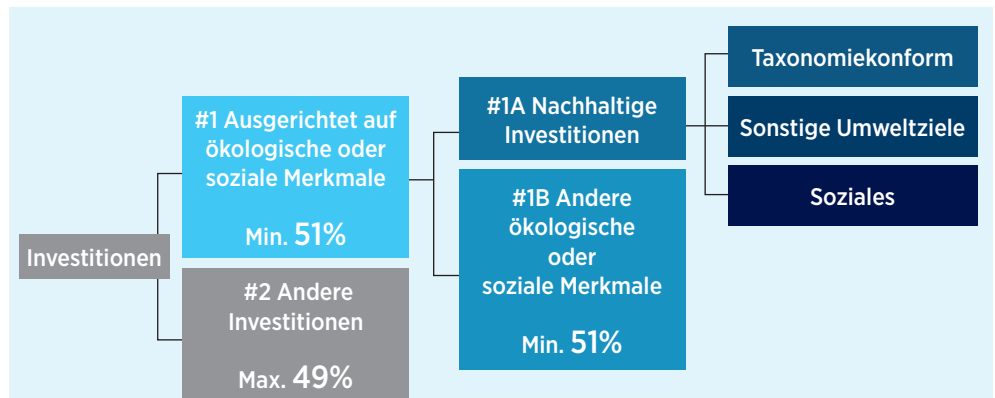 Investitionen
#1 Ausgerichtet auf
ökologische oder
soziale Merkmale
Min. 51%
#2 Andere
Investitionen
Max. 49%
#1A Nachhaltige
Investitionen
#1B Andere
ökologische
oder
soziale Merkmale
Min. 51%
Taxonomiekonform
Sonstige Umweltziele
Soziales